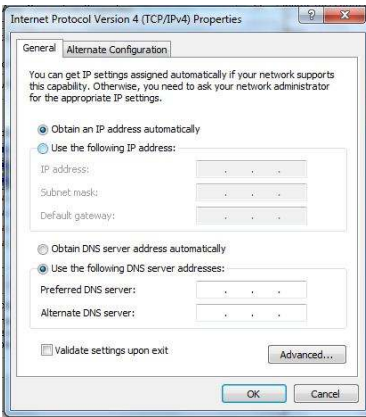 Internet Protocol Version 4 (TCP/IPv4) Properties
General
Alternate Configuration
You can get IP settings assigned automatically if your network supports
this capability. Otherwise, you need to ask your network administrator
for the appropriate IP settings.
Obtain an IP address automatically
Use the following IP address:
IP address:
Subnet mask:
Default gateway:
Obtain DNS server address automatically
Use the following DNS server addresses:
Preferred DNS server:
Alternate DNS server:
Validate settings upon exit
Advanced...
OK
Cancel